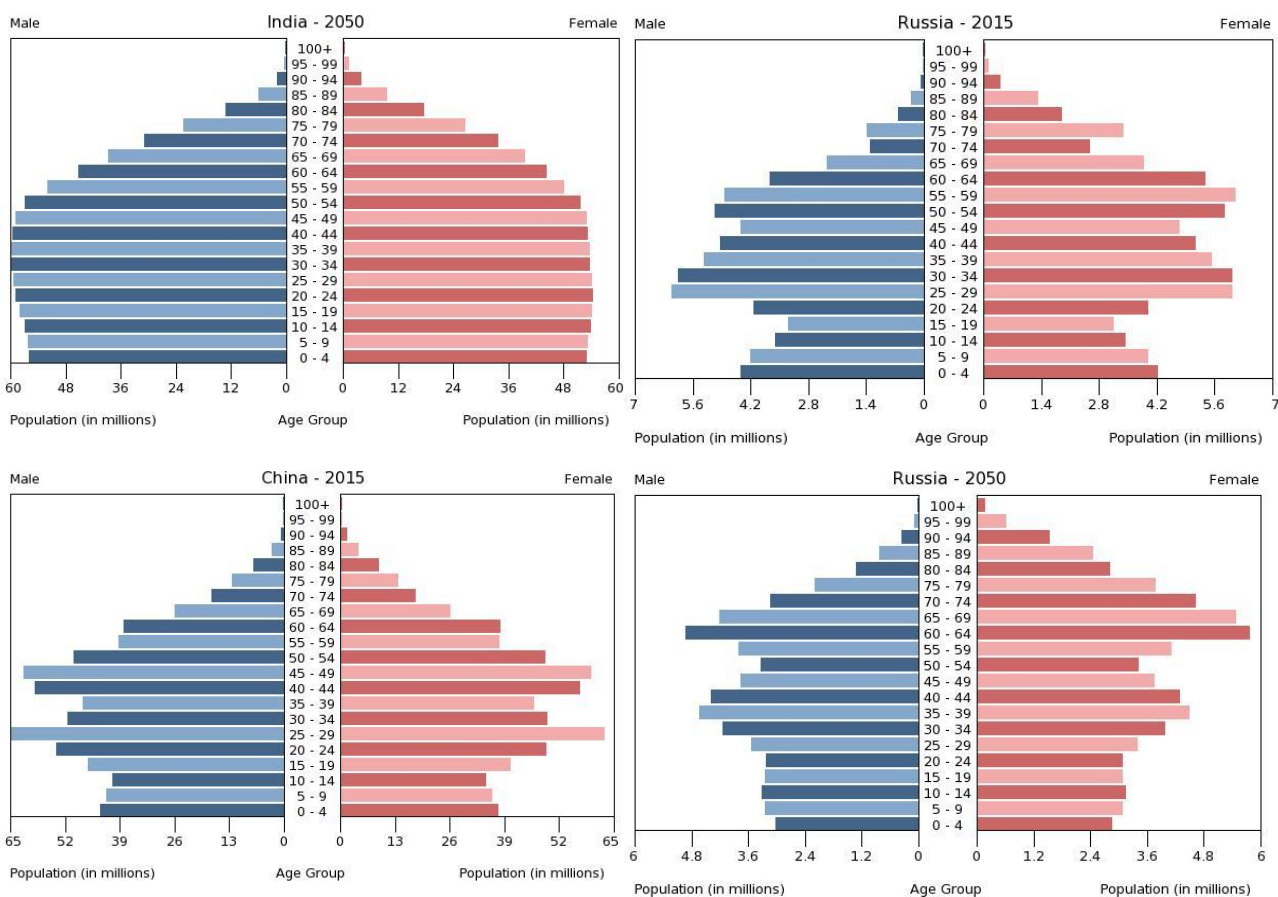 Male India - 2050 Female
100+
95 - 99
90 - 94
85 - 89
80 - 84
75 - 79
70 - 74
65 - 69
60 - 64
55 - 59
50 - 54
45 - 49
40 - 44
35 - 39
30 - 34
25 - 29
20 - 24
15 - 19
10 - 14
5 - 9
0 - 4
60 48 36 24 12 0 0 12 24 36 48 60
Population (in millions) Age Group Population (in millions)
Male Russia - 2015 Female
100+
95 - 99
90 - 94
85 - 89
80 - 84
75 - 79
70 - 74
65 - 69
60 - 64
55 - 59
50 - 54
45 - 49
40 - 44
35 - 39
30 - 34
25 - 29
20 - 24
15 - 19
10 - 14
5 - 9
0 - 4
7 5.6 4.2 2.8 1.4 0 0 1.4 2.8 4.2 5.6 7
Population (in millions) Age Group Population (in millions)
Male China - 2015 Female
100+
95 - 99
90 - 94
85 - 89
80 - 84
75 - 79
70 - 74
65 - 69
60 - 64
55 - 59
50 - 54
45 - 49
40 - 44
35 - 39
30 - 34
25 - 29
20 - 24
15 - 19
10 - 14
5 - 9
0 - 4
65 52 39 26 13 0 0 13 26 39 52 65
Population (in millions) Age Group Population (in millions)
Male Russia - 2050 Female
100+
95 - 99
90 - 94
85 - 89
80 - 84
75 - 79
70 - 74
65 - 69
60 - 64
55 - 59
50 - 54
45 - 49
40 - 44
35 - 39
30 - 34
25 - 29
20 - 24
15 - 19
10 - 14
5 - 9
0 - 4
6 4.8 3.6 2.4 1.2 0 0 1.2 2.4 3.6 4.8 6
Population (in millions) Age Group Population (in millions)